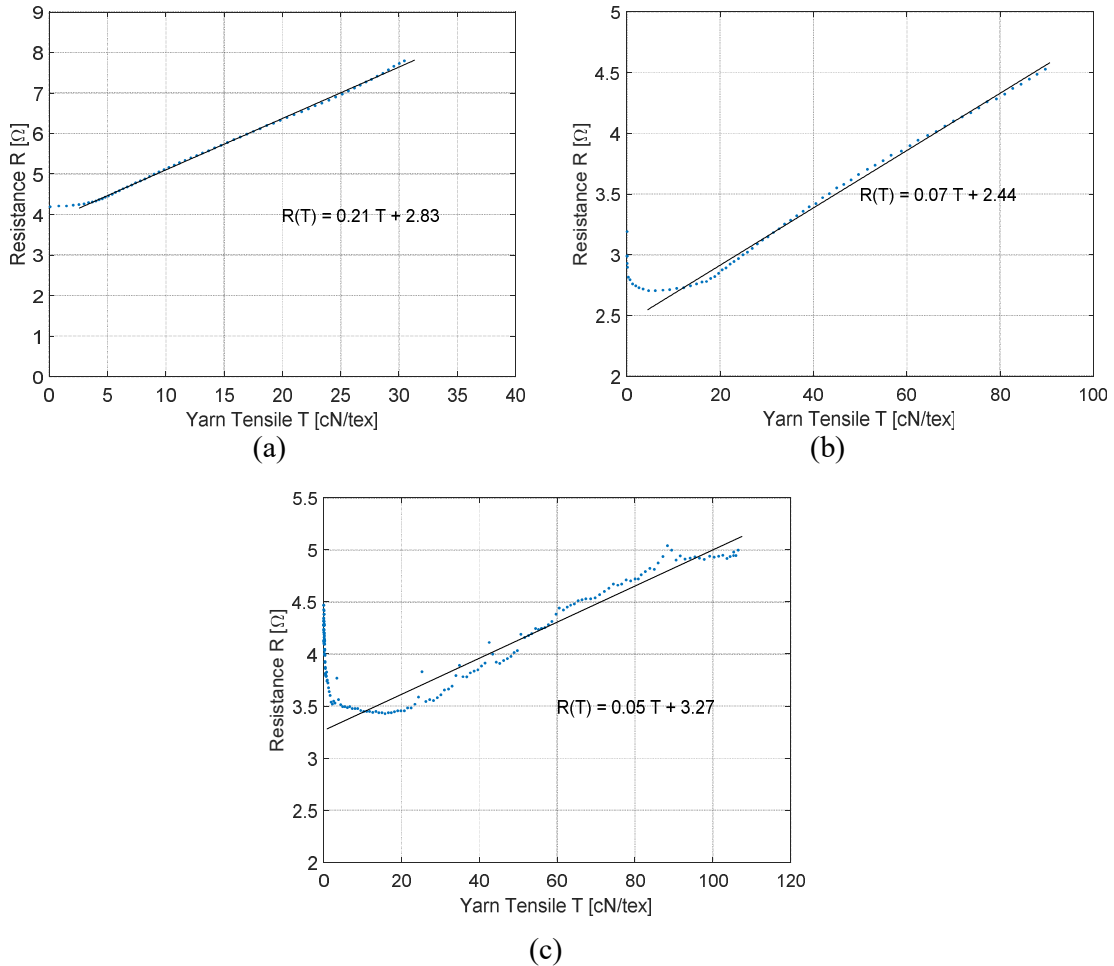 9
8
7
6
5
4
3
2
1
0
Resistance R [Ω]
R(T) = 0.21 T + 2.83
0 5 10 15 20 25 30 35 40
Yarn Tensile T [cN/tex]
(a)
5
4.5
4
3.5
3
2.5
2
Resistance R [Ω]
R(T) = 0.07 T + 2.44
0 20 40 60 80 100
Yarn Tensile T [cN/tex]
(b)
5.5
5
4.5
4
3.5
3
2.5
2
Resistance R [Ω]
R(T) = 0.05 T + 3.27
0 20 40 60 80 100 120
Yarn Tensile T [cN/tex]
(c)